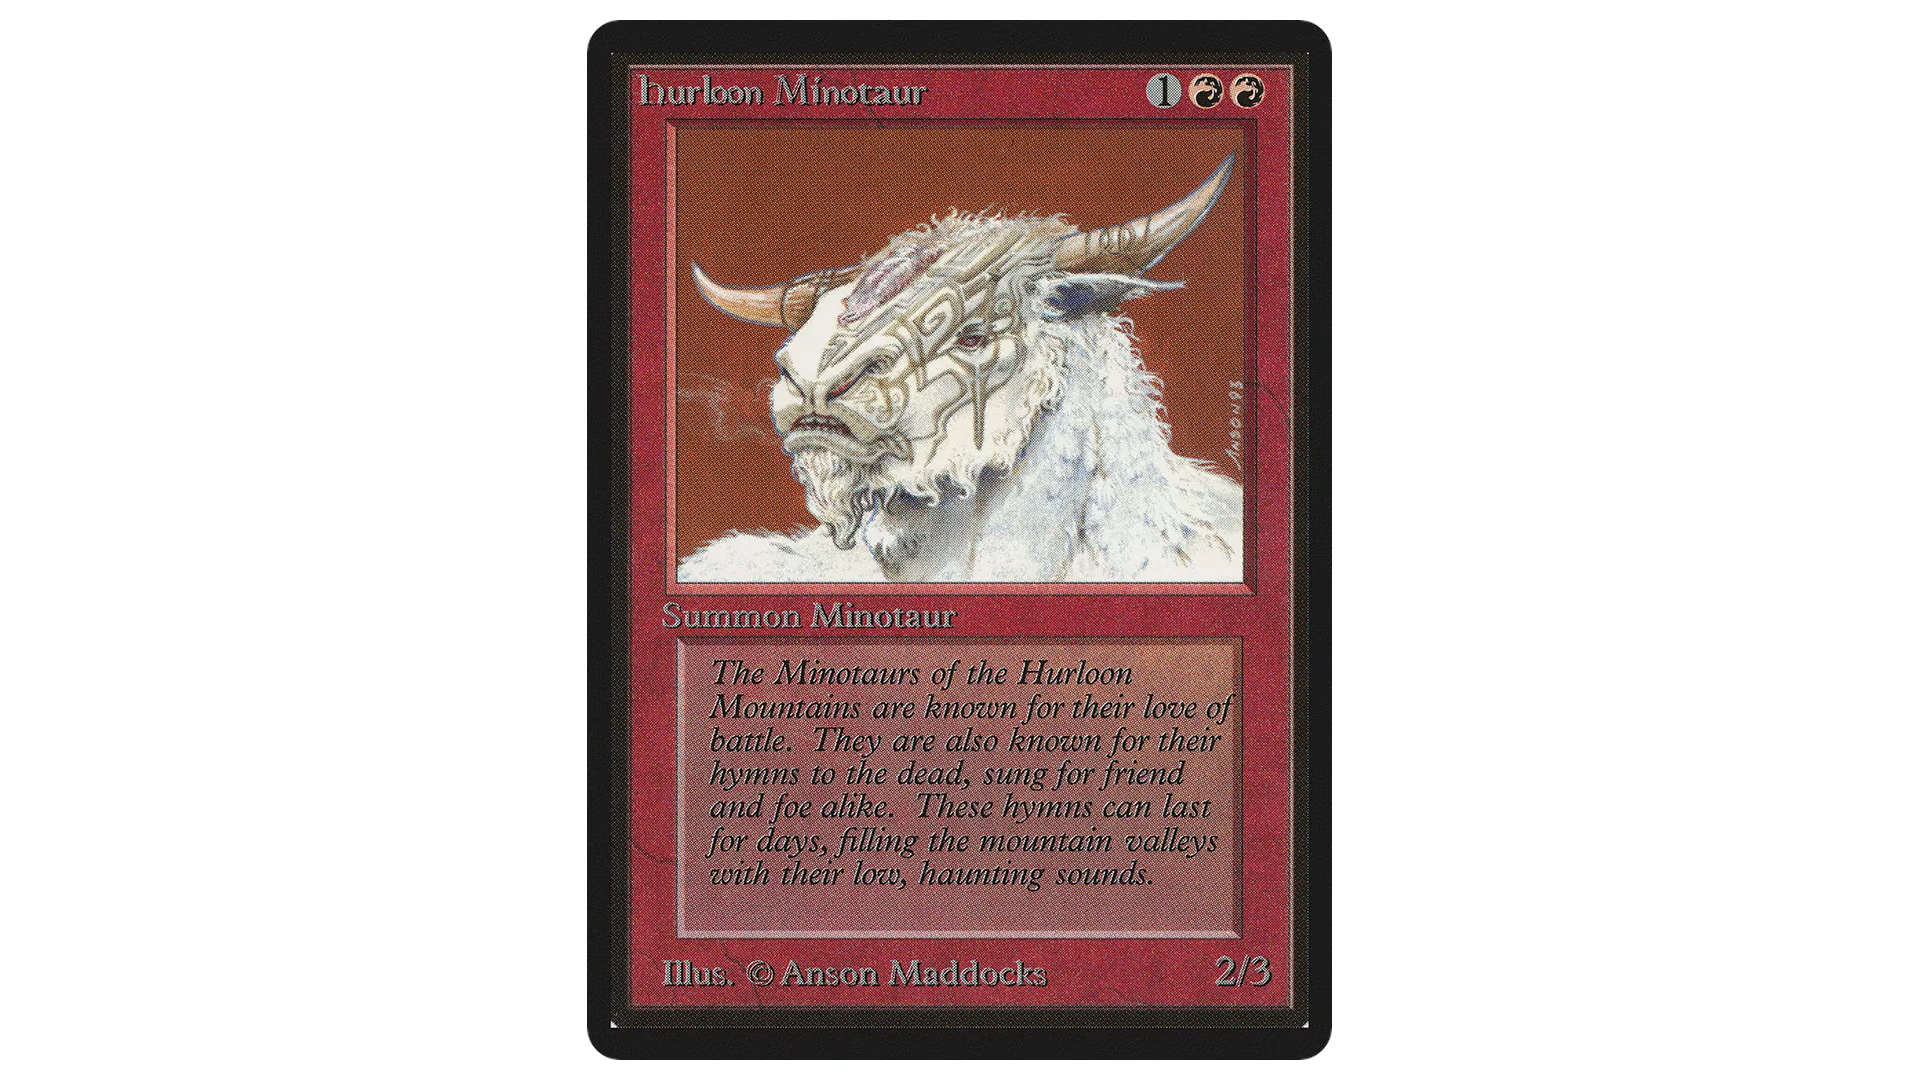 Hurloon Minotaur 1
ANSON 93
Summon Minotaur
The Minotaurs of the Hurloon
Mountains are known for their love of
battle. They are also known for their
hymns to the dead, sung for friend
and foe alike. These hymns can last
for days, filling the mountain valleys
with their low, haunting sounds.
Illus. © Anson Maddocks 2/3